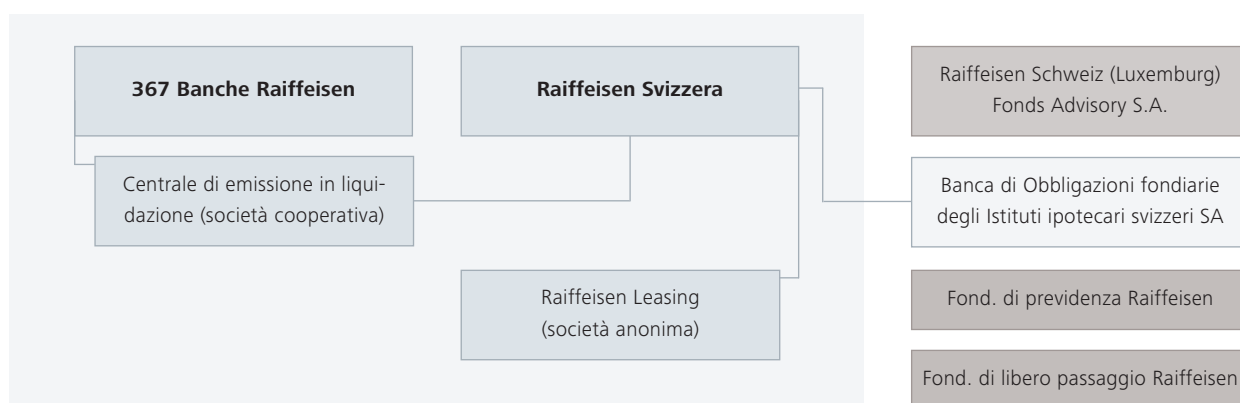 367 Banche Raiffeisen
Raiffeisen Svizzera
Centrale di emissione in liqui-
dazione (società cooperativa)
Raiffeisen Leasing
(società anonima)
Raiffeisen Schweiz (Luxemburg)
Fonds Advisory S.A.
Banca di Obbligazioni fondiarie
degli Istituti ipotecari svizzeri SA
Fond. di previdenza Raiffeisen
Fond. di libero passaggio Raiffeisen